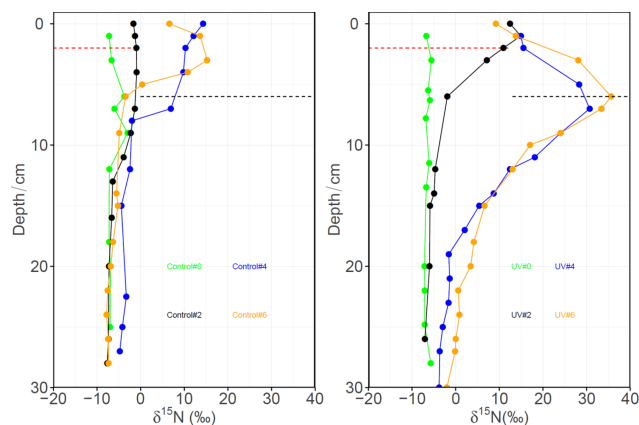 0
0
10
10
Depth/cm
Depth/cm
20
20
Control#0
Control#4
UV#0
UV#4
Control#2
Control#6
UV#2
UV#6
30
30
−20 −10 0 10 20 30 40
−20 −10 0 10 20 30 40
δ¹⁵N (‰)
δ¹⁵N(‰)